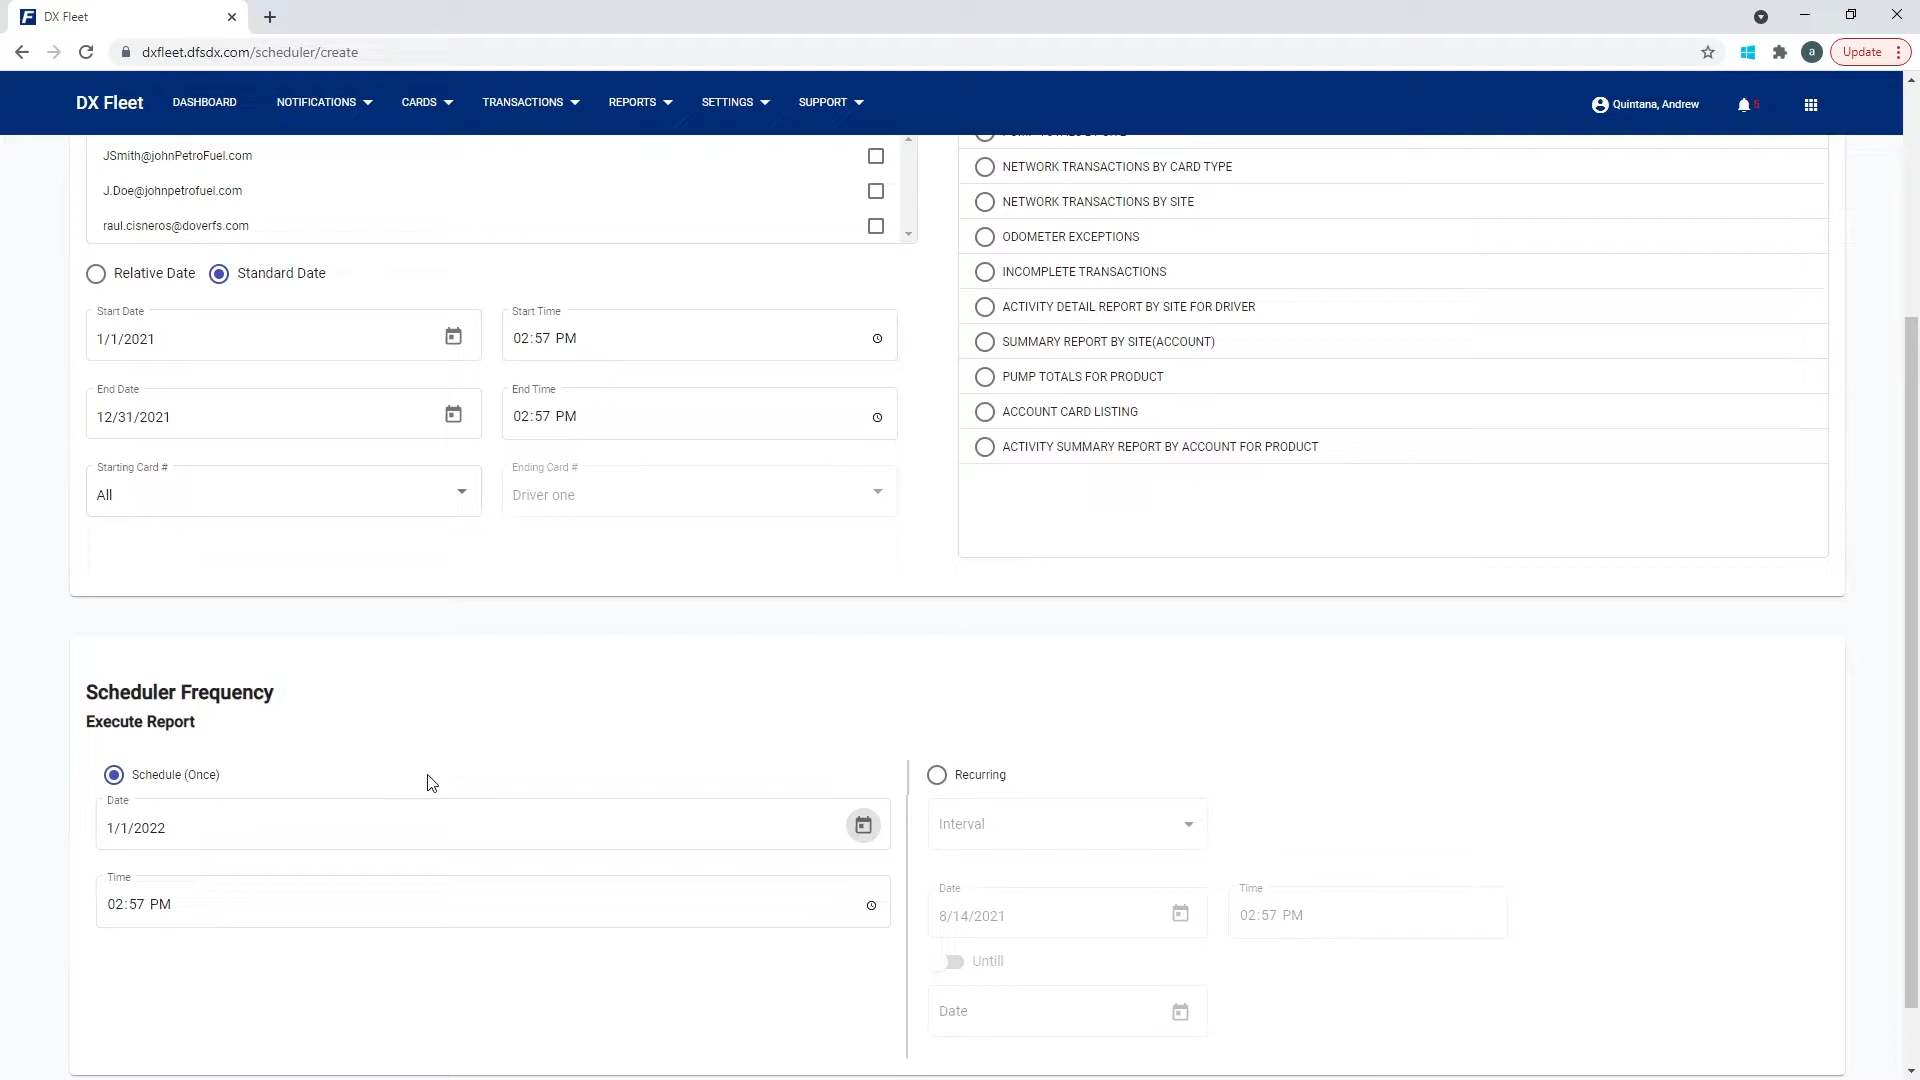 DX Fleet
dxfleet.dfsdx.com/scheduler/create
a
Update
DX Fleet DASHBOARD NOTIFICATIONS CARDS TRANSACTIONS REPORTS SETTINGS SUPPORT Quintana, Andrew 5
JSmith@johnPetroFuel.com
J.Doe@johnpetrofuel.com
raul.cisneros@doverfs.com
Relative Date Standard Date
Start Date
1/1/2021
Start Time
02:57 PM
End Date
12/31/2021
End Time
02:57 PM
Starting Card #
All
Ending Card #
Driver one
NETWORK TRANSACTIONS BY CARD TYPE
NETWORK TRANSACTIONS BY SITE
ODOMETER EXCEPTIONS
INCOMPLETE TRANSACTIONS
ACTIVITY DETAIL REPORT BY SITE FOR DRIVER
SUMMARY REPORT BY SITE(ACCOUNT)
PUMP TOTALS FOR PRODUCT
ACCOUNT CARD LISTING
ACTIVITY SUMMARY REPORT BY ACCOUNT FOR PRODUCT
Scheduler Frequency
Execute Report
Schedule (Once)
Date
1/1/2022
Time
02:57 PM
Recurring
Interval
Date
8/14/2021
Time
02:57 PM
Untill
Date